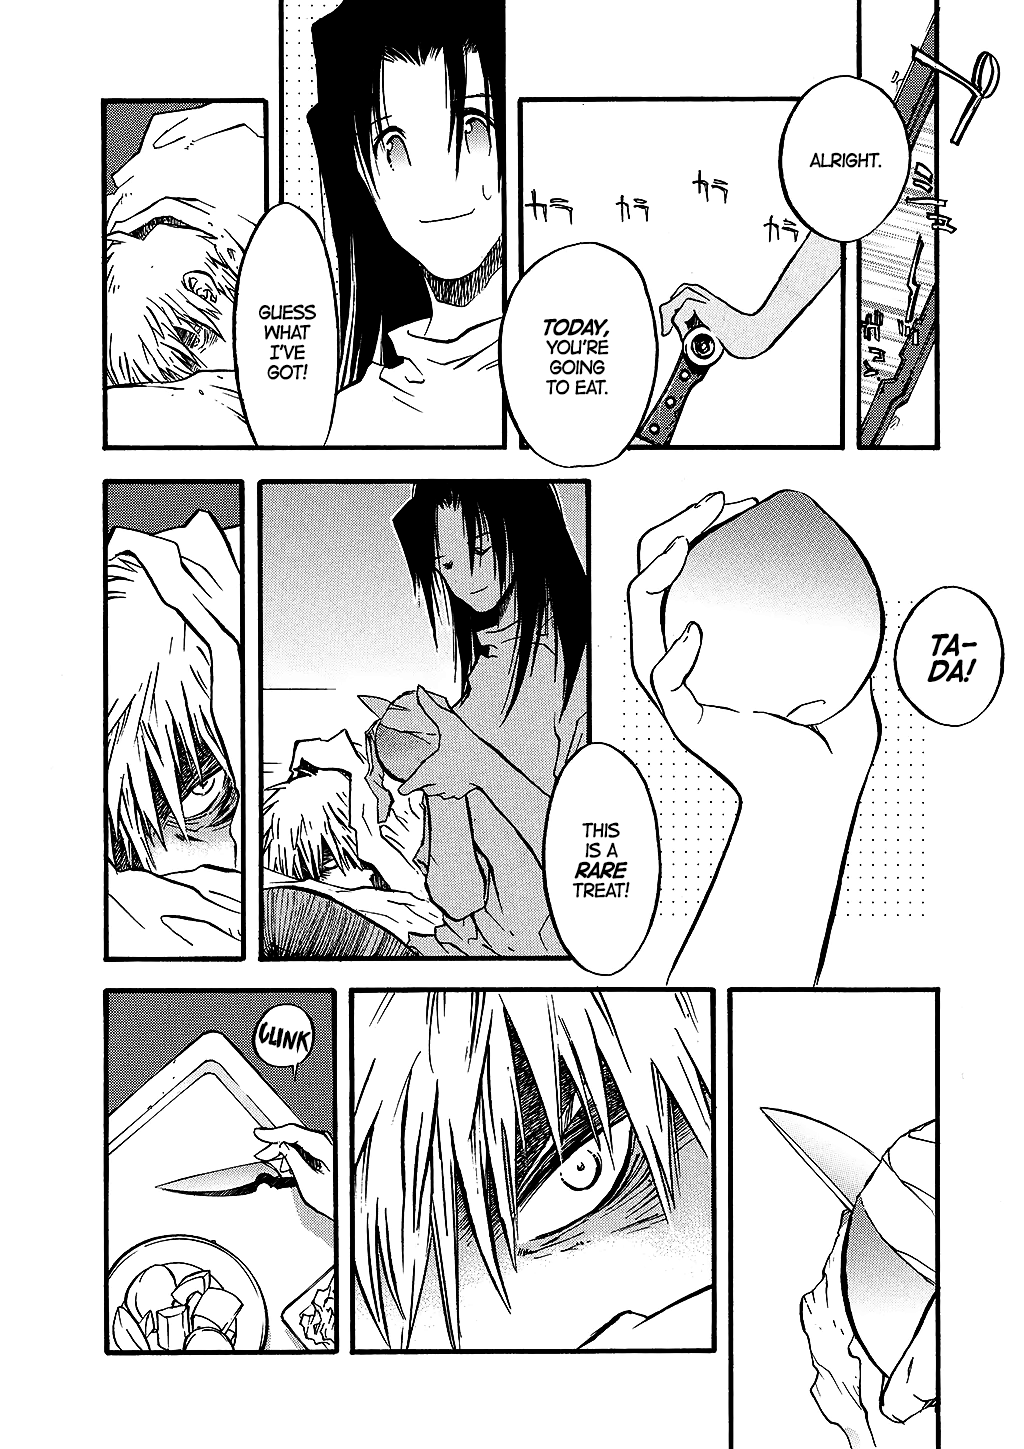 ALRIGHT.
TODAY,
YOU'RE
GOING
TO EAT.
カラ
カラ
カラ
カラ
GUESS
WHAT
I'VE
GOT!
TA-
DA!
THIS
IS A
RARE
TREAT!
CLINK